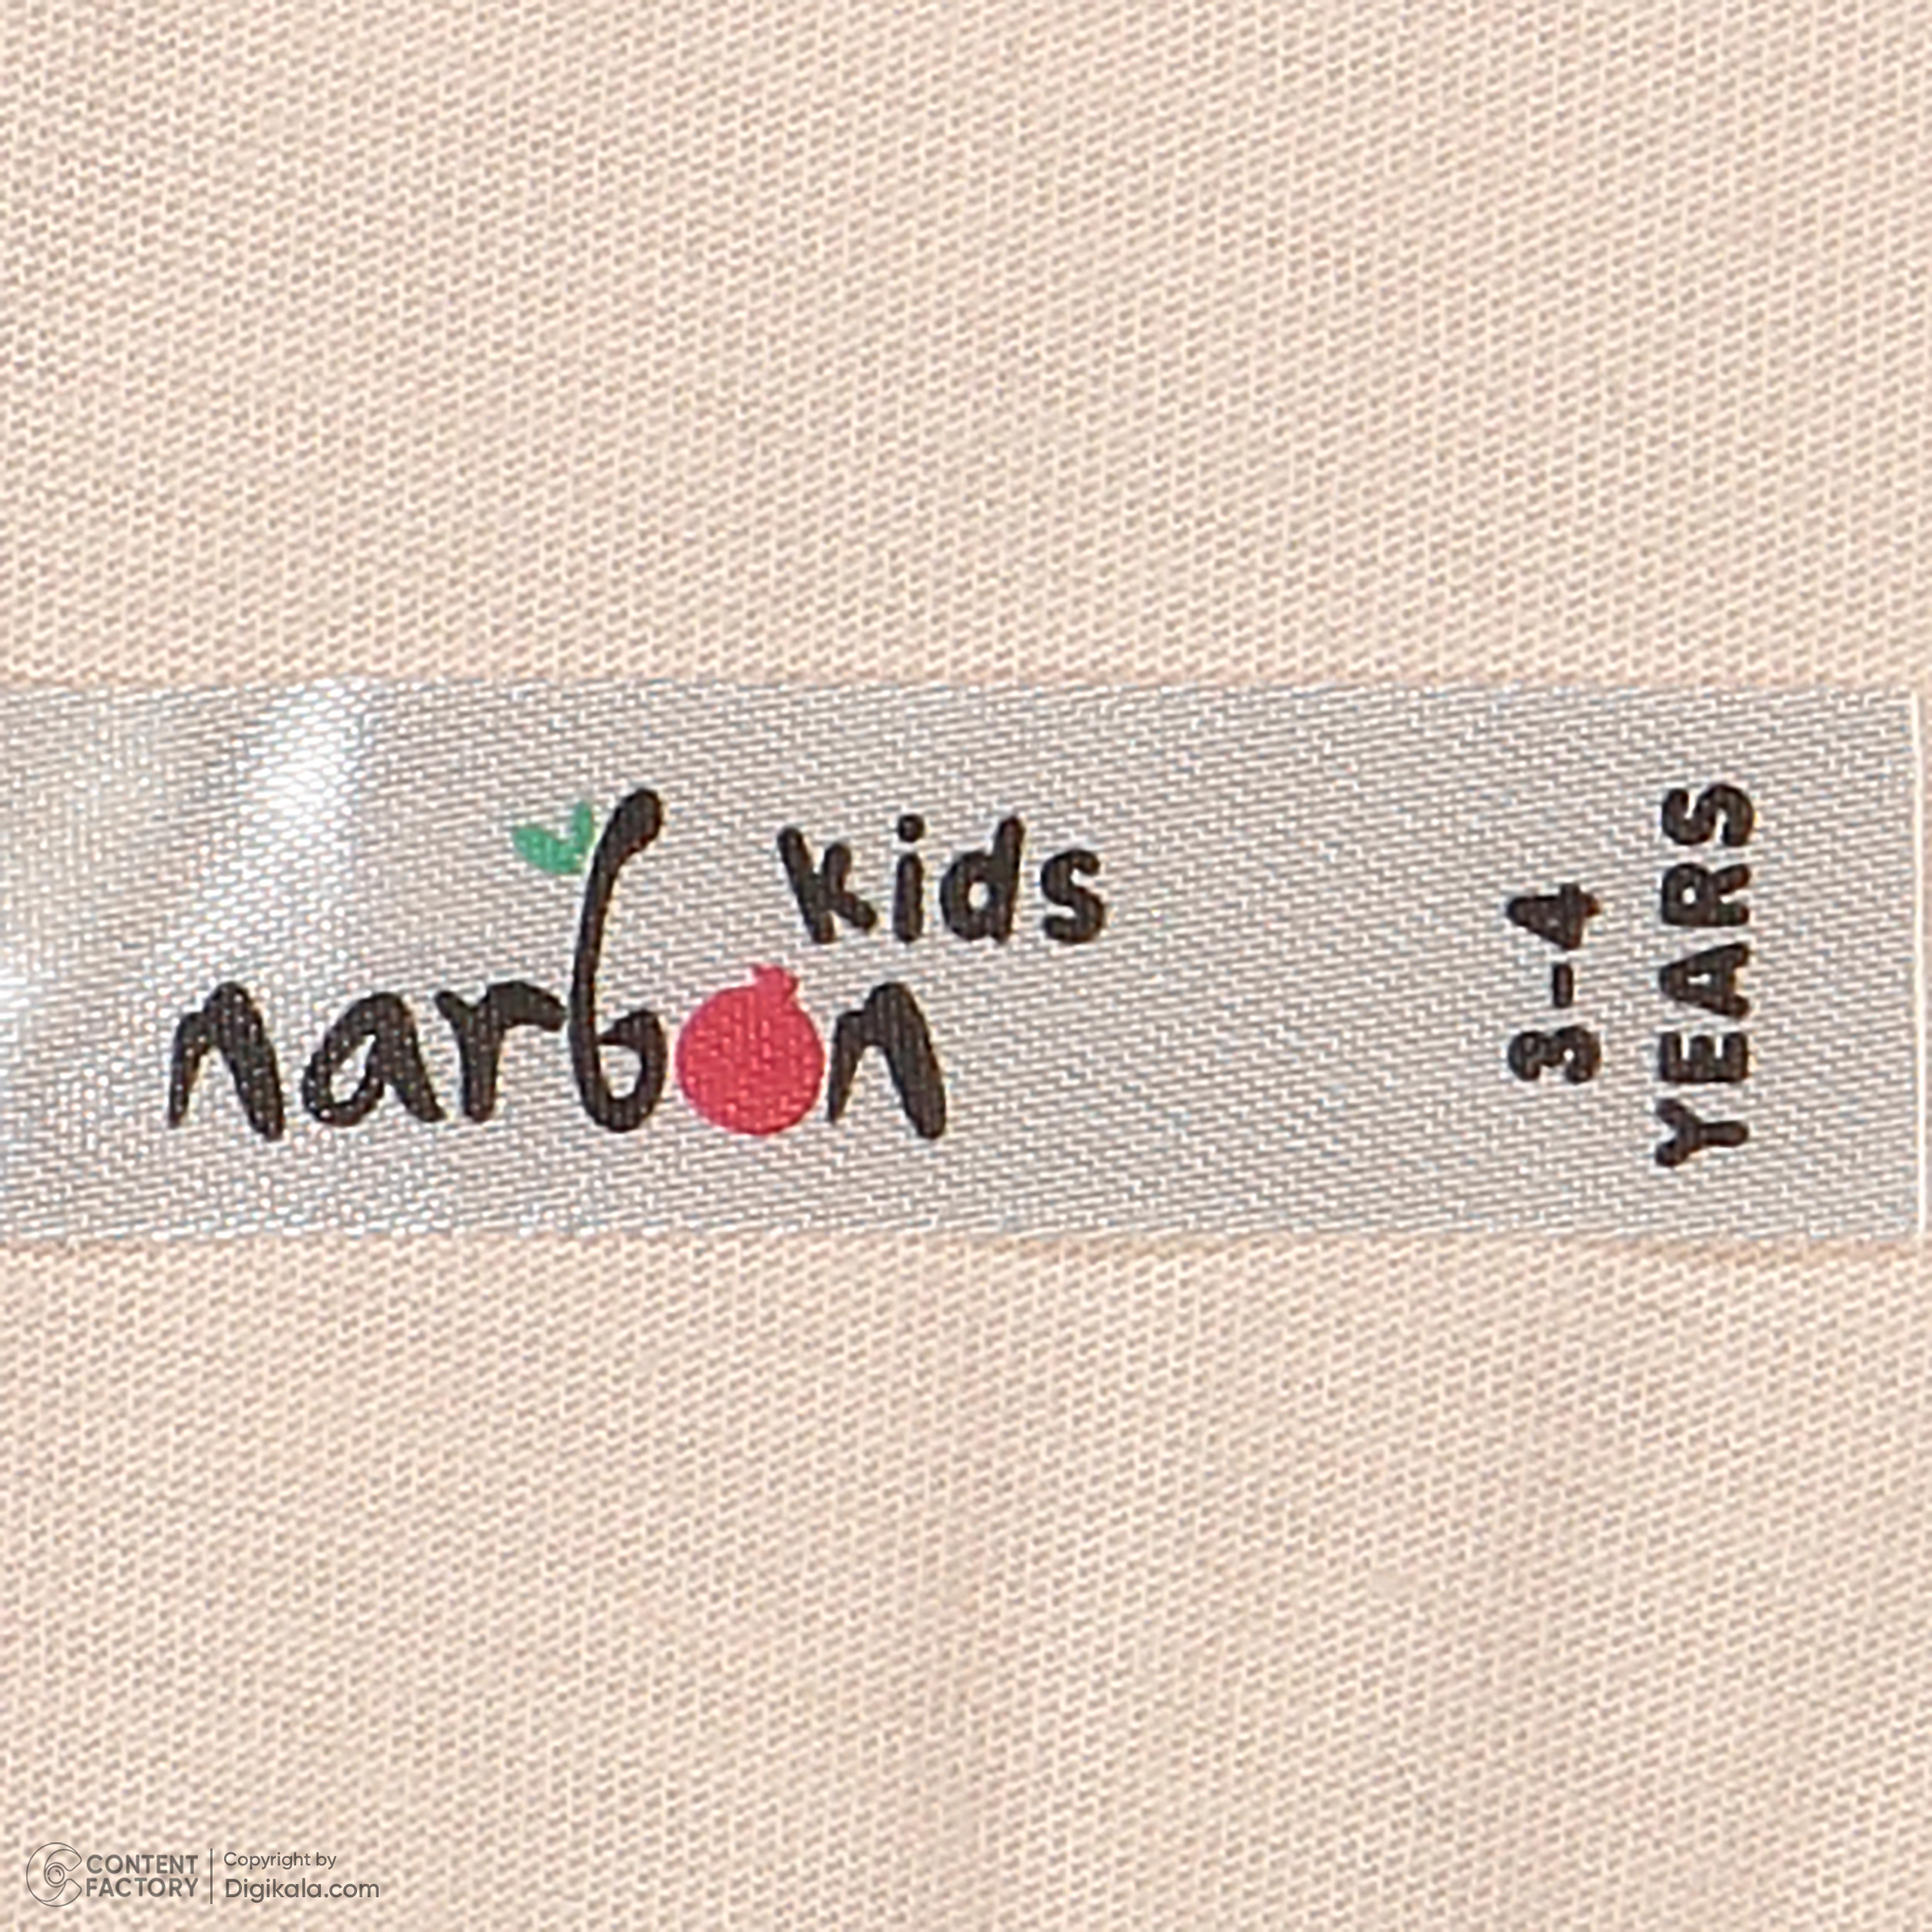 kids
narbon
3-4
YEARS
CONTENT FACTORY
Copyright by
Digikala.com